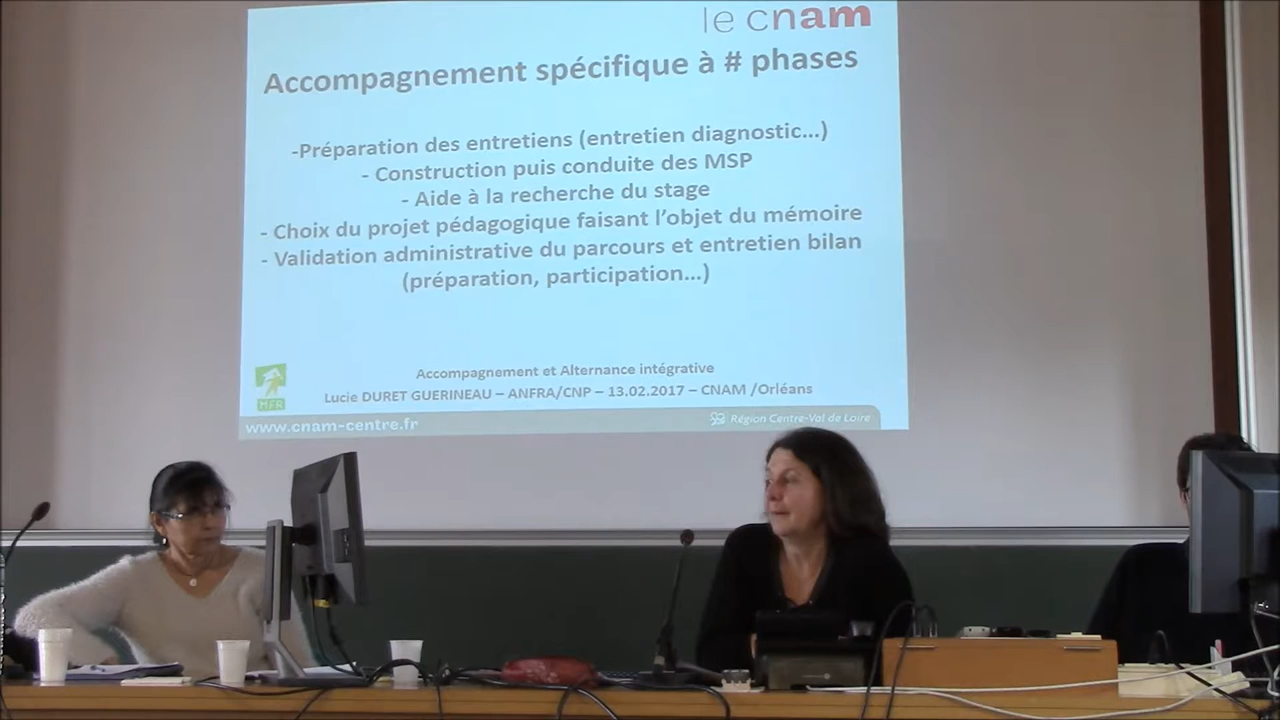 le cnam
Accompagnement spécifique à # phases
-Préparation des entretiens (entretien diagnostic...)
- Construction puis conduite des MSP
- Aide à la recherche du stage
- Choix du projet pédagogique faisant l'objet du mémoire
- Validation administrative du parcours et entretien bilan
(préparation, participation...)
Accompagnement et Alternance intégrative
Lucie DURET GUERINEAU – ANFRA/CNP – 13.02.2017 – CNAM /Orléans
MFR
www.cnam-centre.fr
Région Centre-Val de Loire